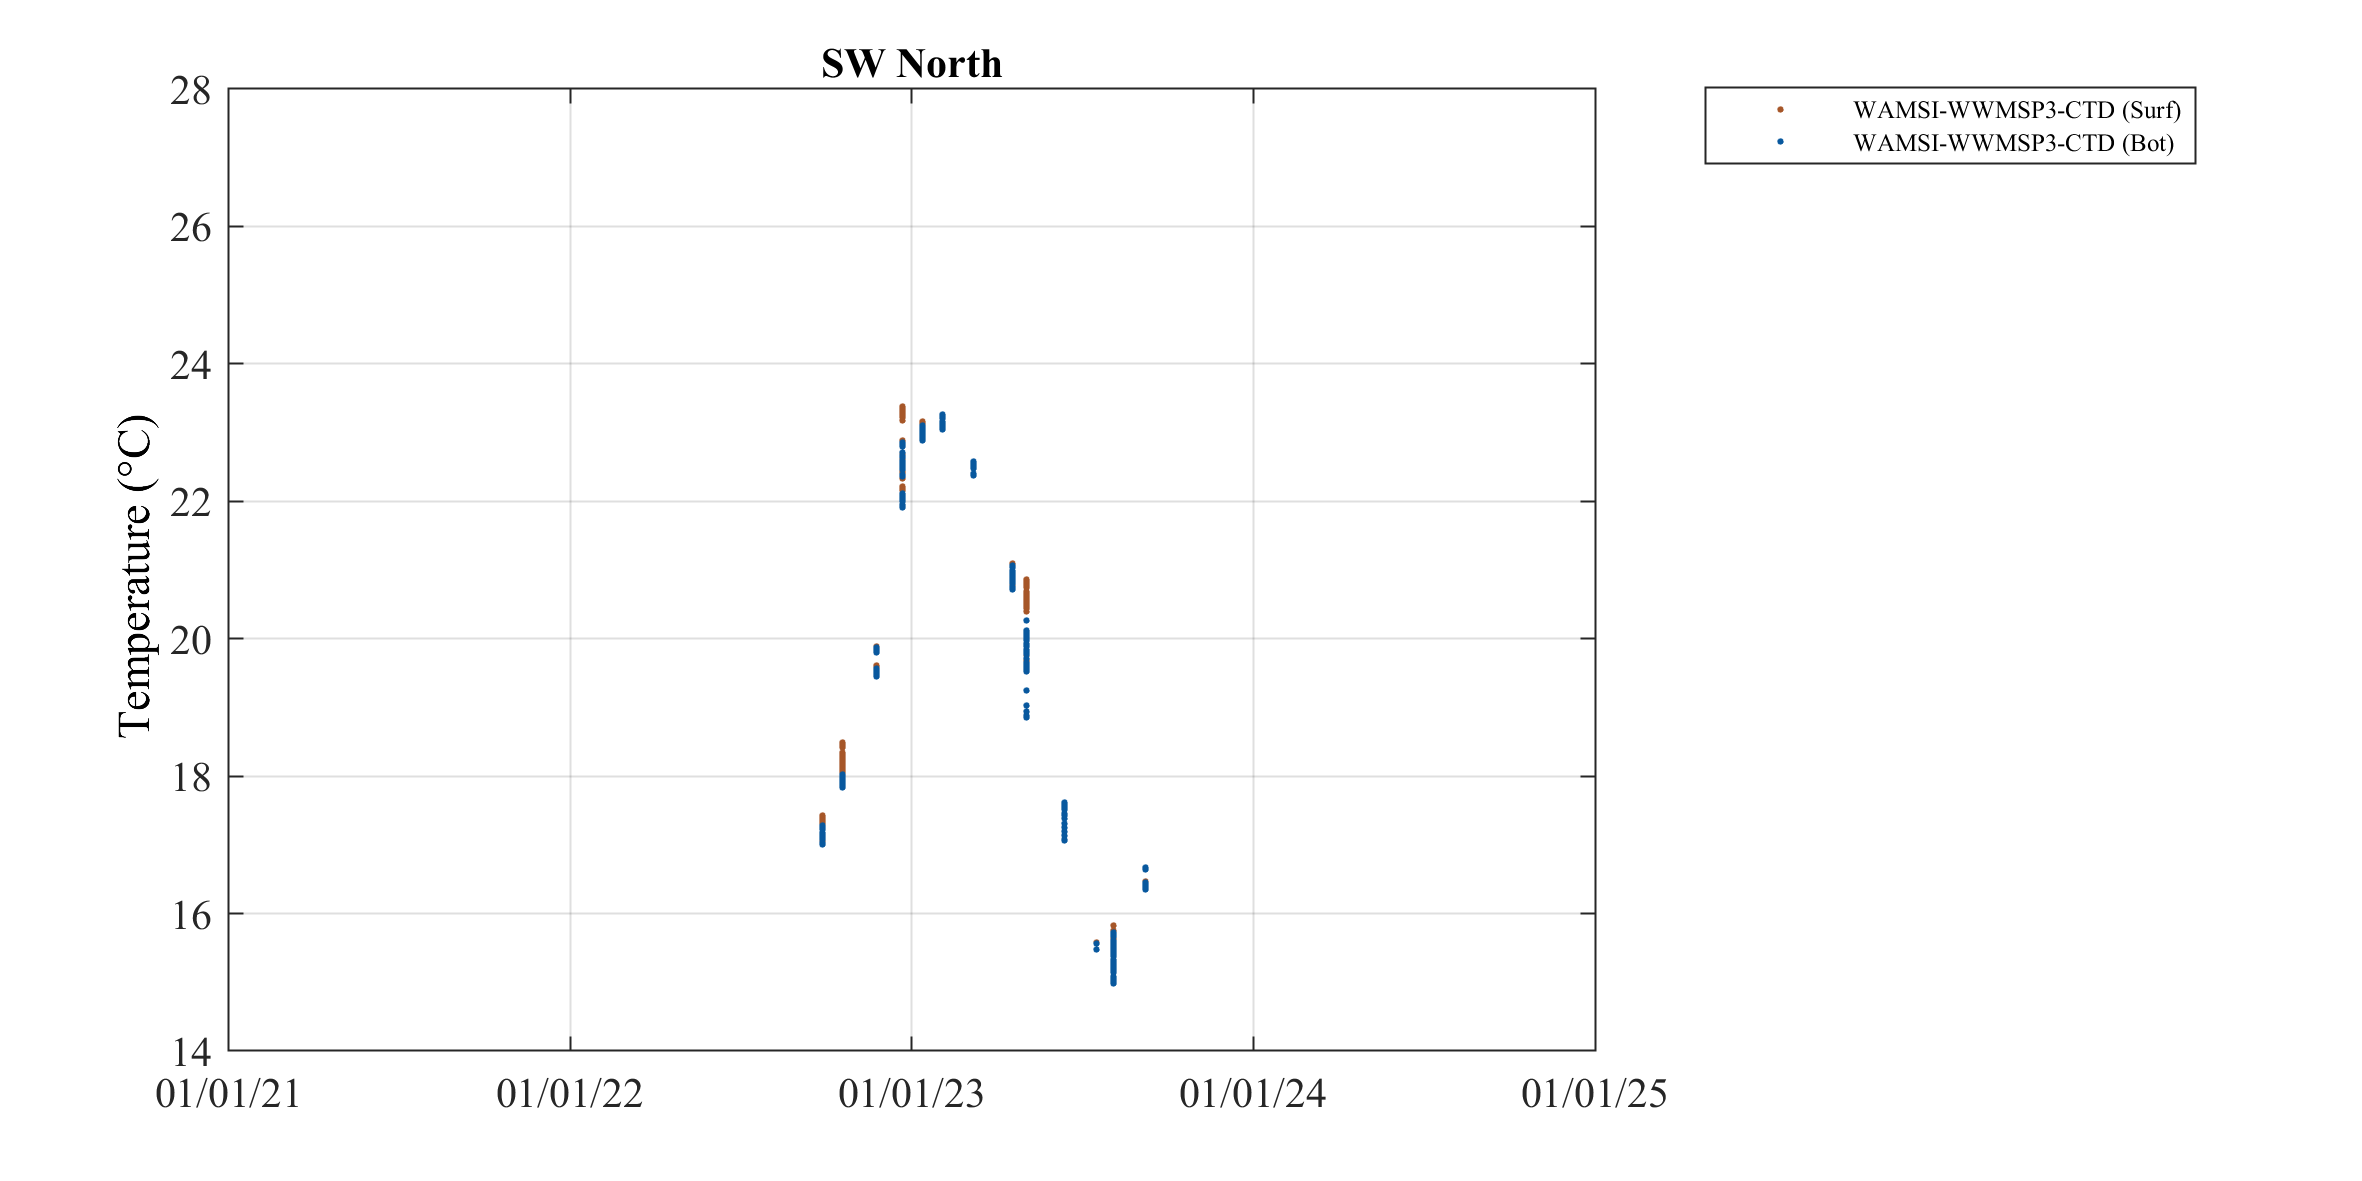 SW North
28
26
24
22
20
18
16
14
Temperature (°C)
01/01/21 01/01/22 01/01/23 01/01/24 01/01/25
WAMSI-WWMSP3-CTD (Surf)
WAMSI-WWMSP3-CTD (Bot)